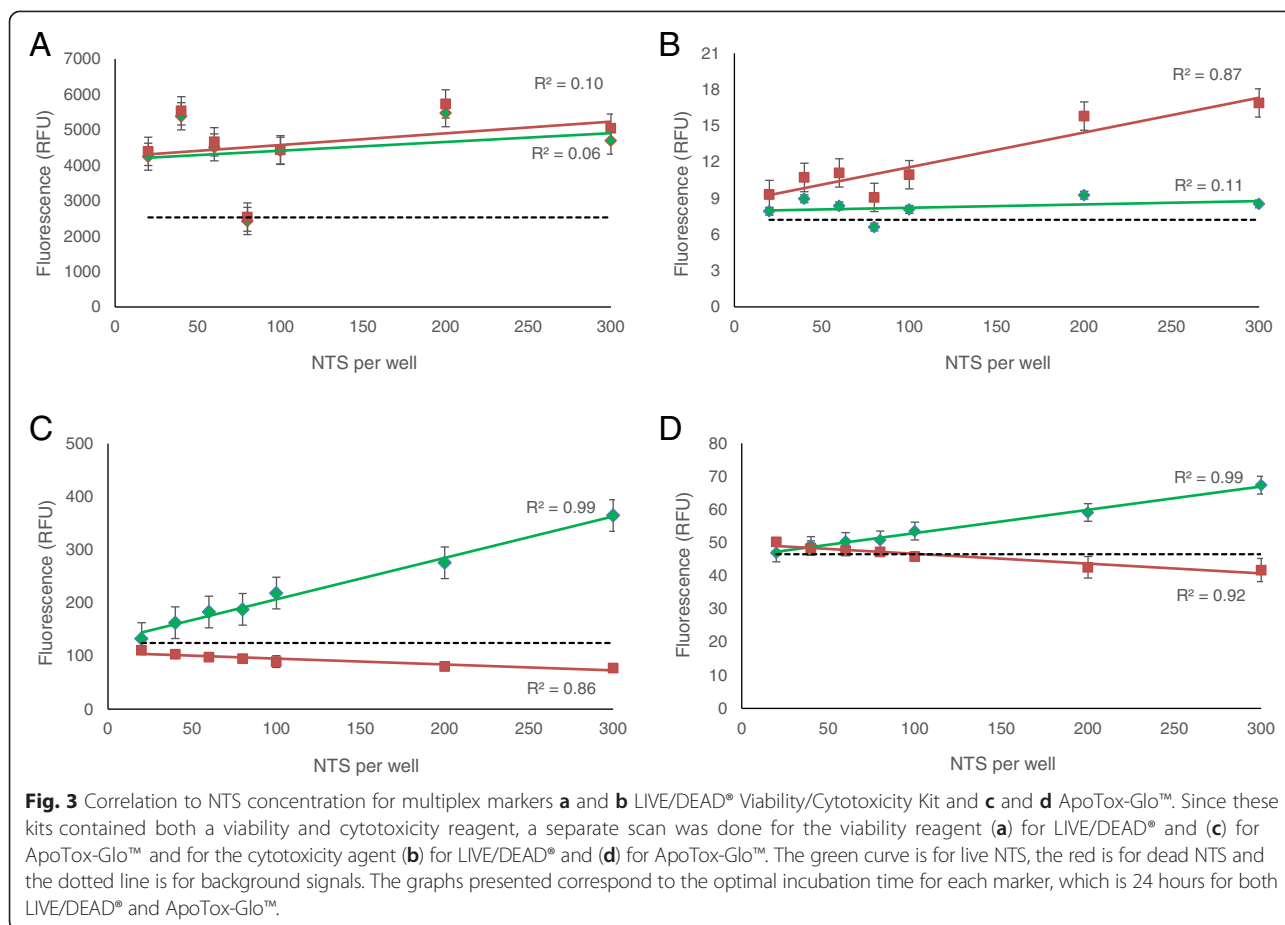 A
Fluorescence (RFU)
7000
6000
5000
4000
3000
2000
1000
0
R² = 0.10
R² = 0.06
0 50 100 150 200 250 300
NTS per well
B
Fluorescence (RFU)
21
18
15
12
9
6
3
0
R² = 0.87
R² = 0.11
0 50 100 150 200 250 300
NTS per well
C
Fluorescence (RFU)
500
400
300
200
100
0
R² = 0.99
R² = 0.86
0 50 100 150 200 250 300
NTS per well
D
Fluorescence (RFU)
80
70
60
50
40
30
20
10
0
R² = 0.99
R² = 0.92
0 50 100 150 200 250 300
NTS per well
Fig. 3 Correlation to NTS concentration for multiplex markers a and b LIVE/DEAD® Viability/Cytotoxicity Kit and c and d ApoTox-Glo™. Since these
kits contained both a viability and cytotoxicity reagent, a separate scan was done for the viability reagent (a) for LIVE/DEAD® and (c) for
ApoTox-Glo™ and for the cytotoxicity agent (b) for LIVE/DEAD® and (d) for ApoTox-Glo™. The green curve is for live NTS, the red is for dead NTS and
the dotted line is for background signals. The graphs presented correspond to the optimal incubation time for each marker, which is 24 hours for both
LIVE/DEAD® and ApoTox-Glo™.